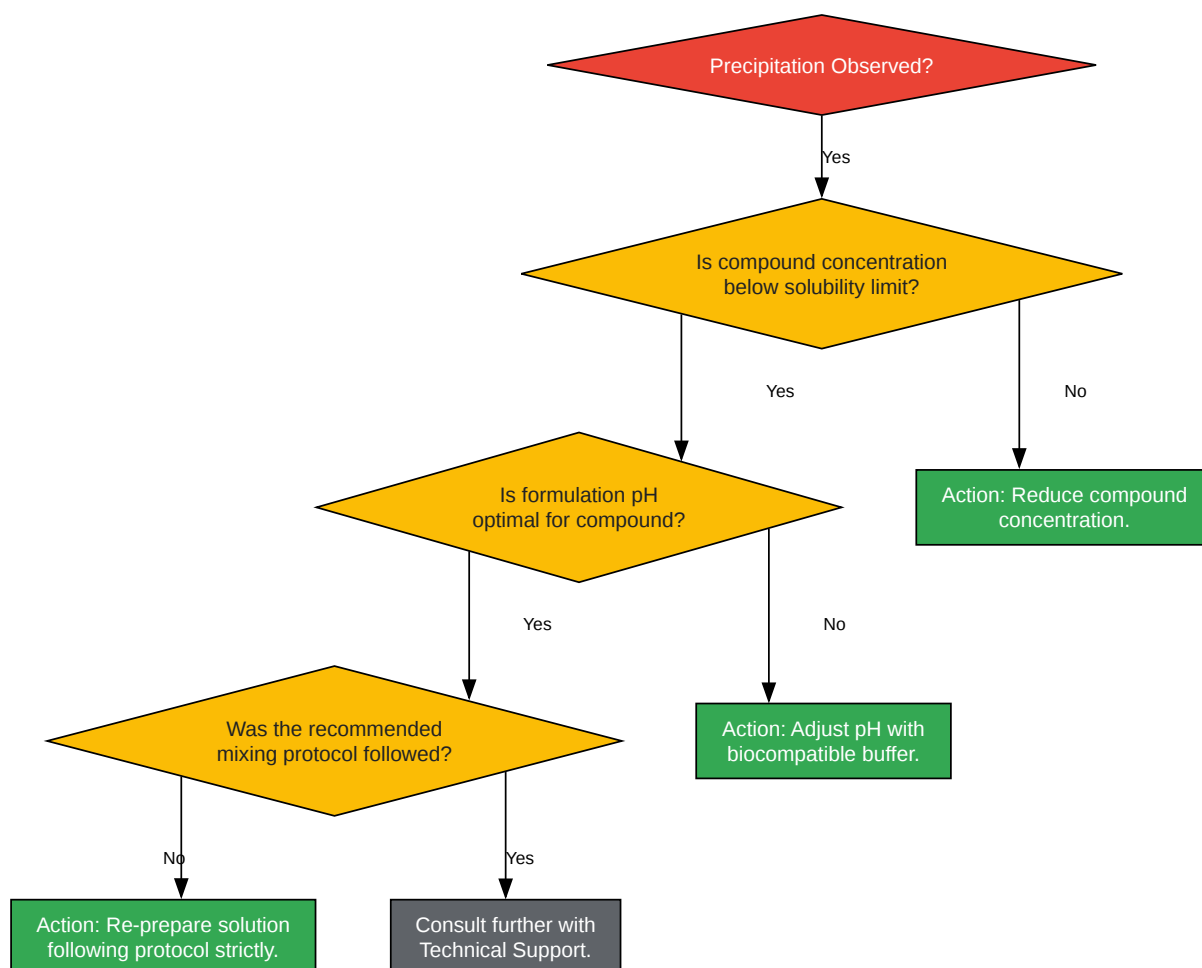 Precipitation Observed?
Yes
Is compound concentration
below solubility limit?
Yes
No
Is formulation pH
optimal for compound?
Action: Reduce compound
concentration.
Yes
No
Was the recommended
mixing protocol followed?
Action: Adjust pH with
biocompatible buffer.
No
Yes
Action: Re-prepare solution
following protocol strictly.
Consult further with
Technical Support.